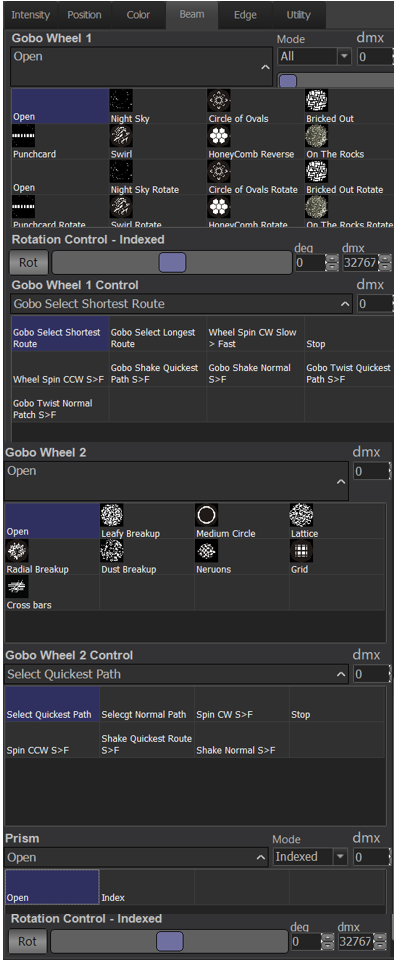 Intensity Position Color Beam Edge Utility
Gobo Wheel 1 Mode dmx
Open All 0
Open Night Sky Circle of Ovals Bricked Out
Punchcard Swirl HoneyComb Reverse On The Rocks
Open Night Sky Rotate Circle of Ovals Rotate Bricked Out Rotate
Punchcard Rotate Swirl Rotate HoneyComb Rotate On The Rocks Rotate
Rotation Control - Indexed deg dmx
Rot 0 32767
Gobo Wheel 1 Control dmx
Gobo Select Shortest Route 0
Gobo Select Shortest Gobo Select Longest Wheel Spin CW Slow
Route Route > Fast Stop
Gobo Shake Quickest Gobo Shake Normal Gobo Twist Quickest
Wheel Spin CCW S>F Path S>F S>F Path S>F
Gobo Twist Normal
Patch S>F
Gobo Wheel 2 dmx
Open 0
Open Leafy Breakup Medium Circle Lattice
Radial Breakup Dust Breakup Neruons Grid
Cross bars
Gobo Wheel 2 Control dmx
Select Quickest Path 0
Select Quickest Path Selecgt Normal Path Spin CW S>F Stop
Shake Quickest Route
Spin CCW S>F S>F Shake Normal S>F
Prism Mode dmx
Open Indexed 0
Open Index
Rotation Control - Indexed deg dmx
Rot 0 32767